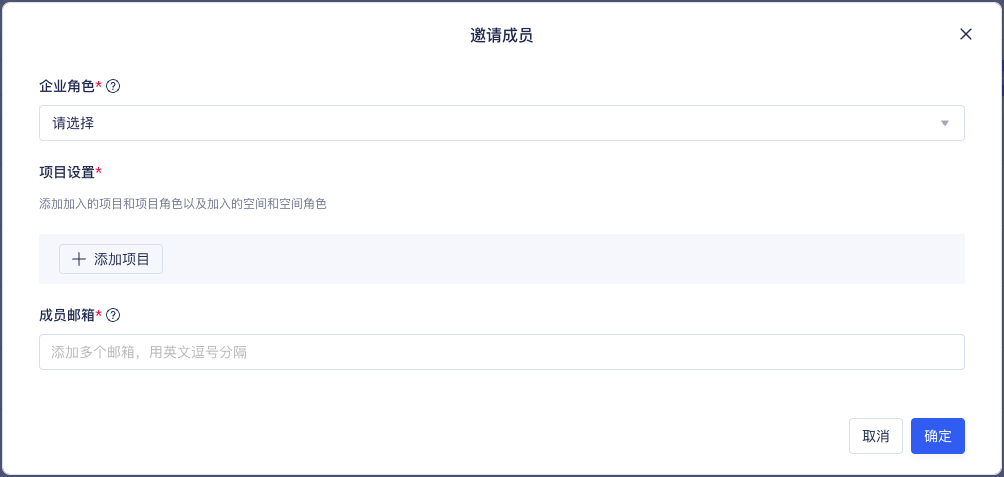 邀请成员
企业角色*
请选择
项目设置*
添加加入的项目和项目角色以及加入的空间和空间角色
添加项目
成员邮箱*
添加多个邮箱，用英文逗号分隔
取消 确定